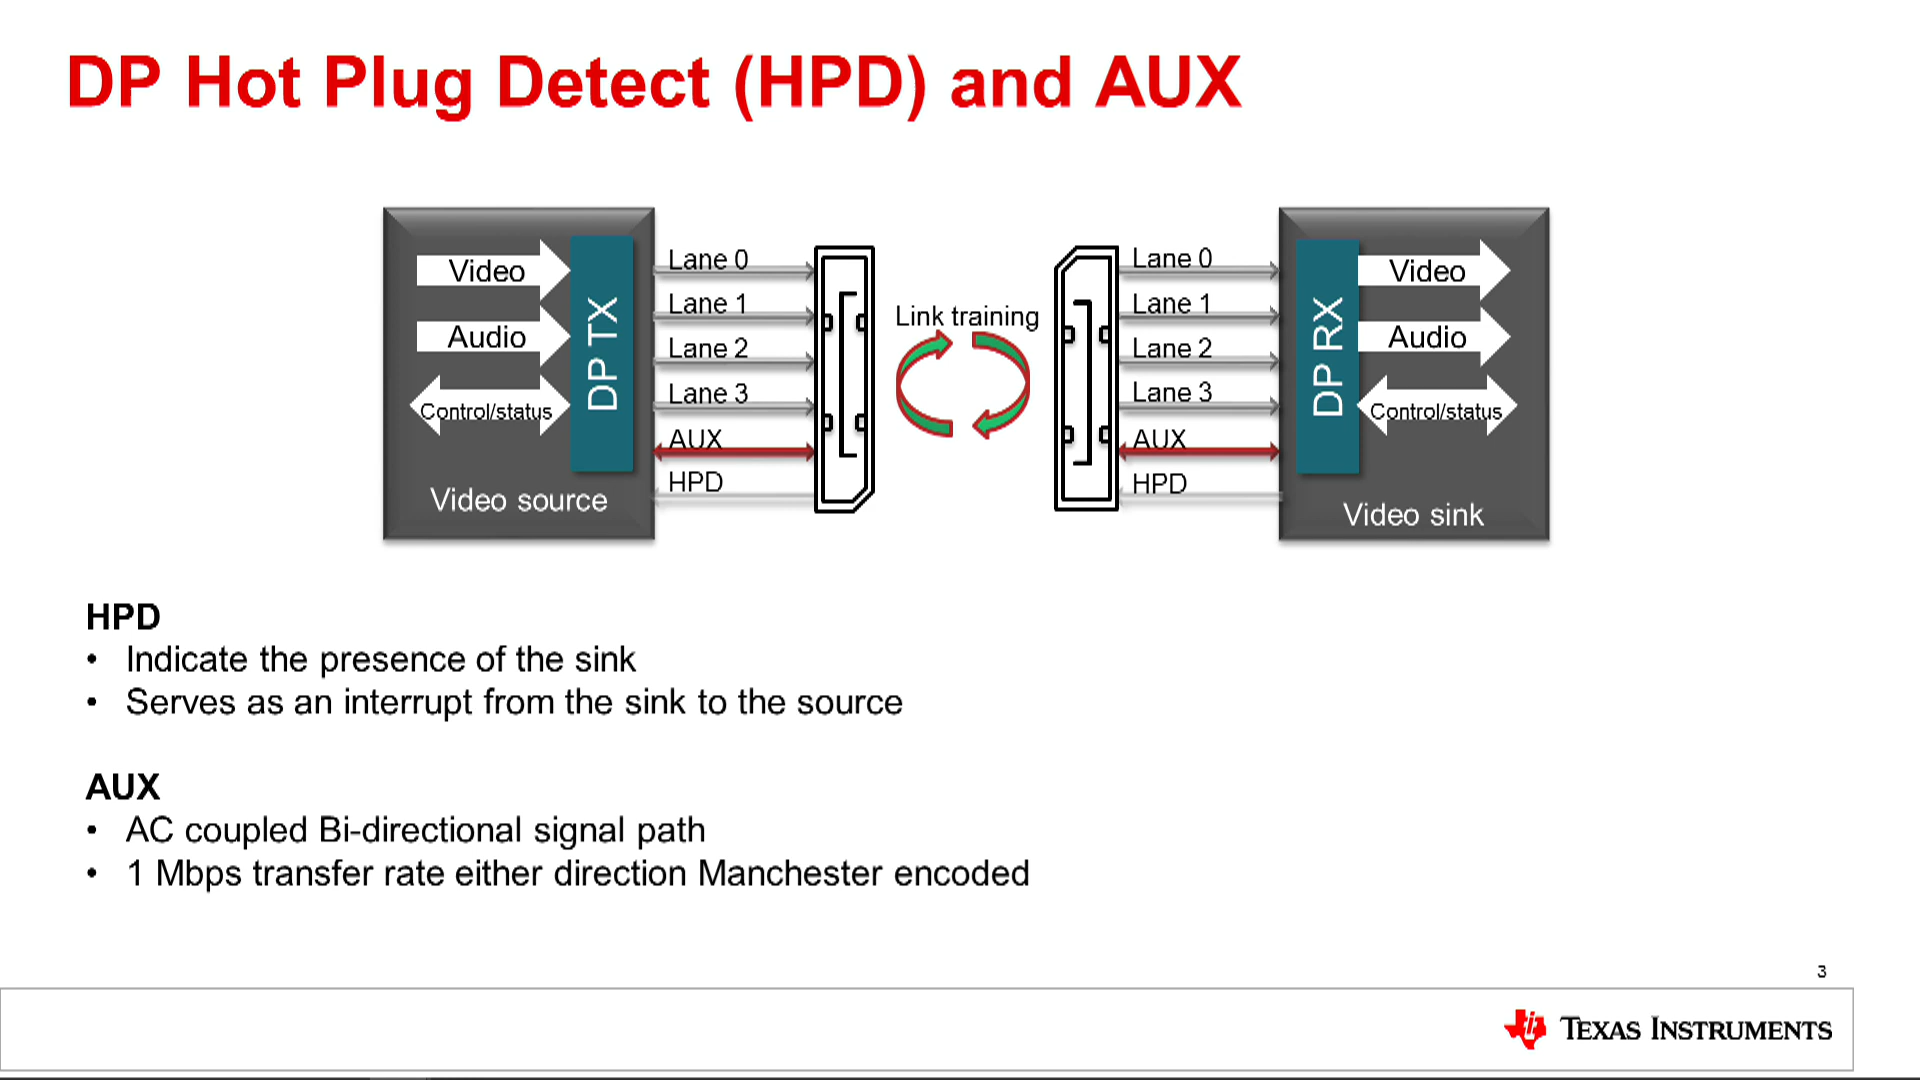 DP Hot Plug Detect (HPD) and AUX
Video
Audio
Control/status
DP TX
Video source
Lane 0
Lane 1
Lane 2
Lane 3
AUX
HPD
Link training
Lane 0
Lane 1
Lane 2
Lane 3
AUX
HPD
DP RX
Video
Audio
Control/status
Video sink
HPD
• Indicate the presence of the sink
• Serves as an interrupt from the sink to the source
AUX
• AC coupled Bi-directional signal path
• 1 Mbps transfer rate either direction Manchester encoded
3
TEXAS INSTRUMENTS